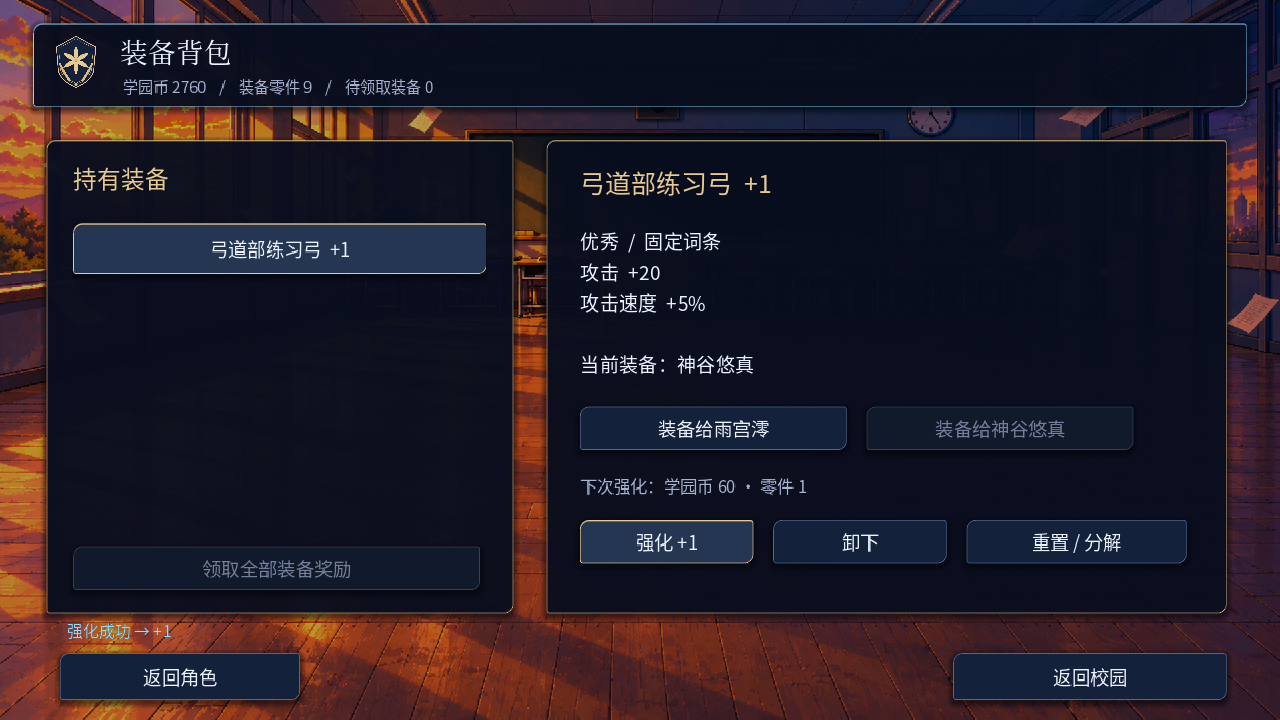 装备背包
学园币 2760 / 装备零件 9 / 待领取装备 0
持有装备
弓道部练习弓 +1
领取全部装备奖励
弓道部练习弓 +1
优秀 / 固定词条
攻击 +20
攻击速度 +5%
当前装备：神谷悠真
装备给雨宫澪
装备给神谷悠真
下次强化：学园币 60 · 零件 1
强化 +1
卸下
重置 / 分解
强化成功 → +1
返回角色
返回校园